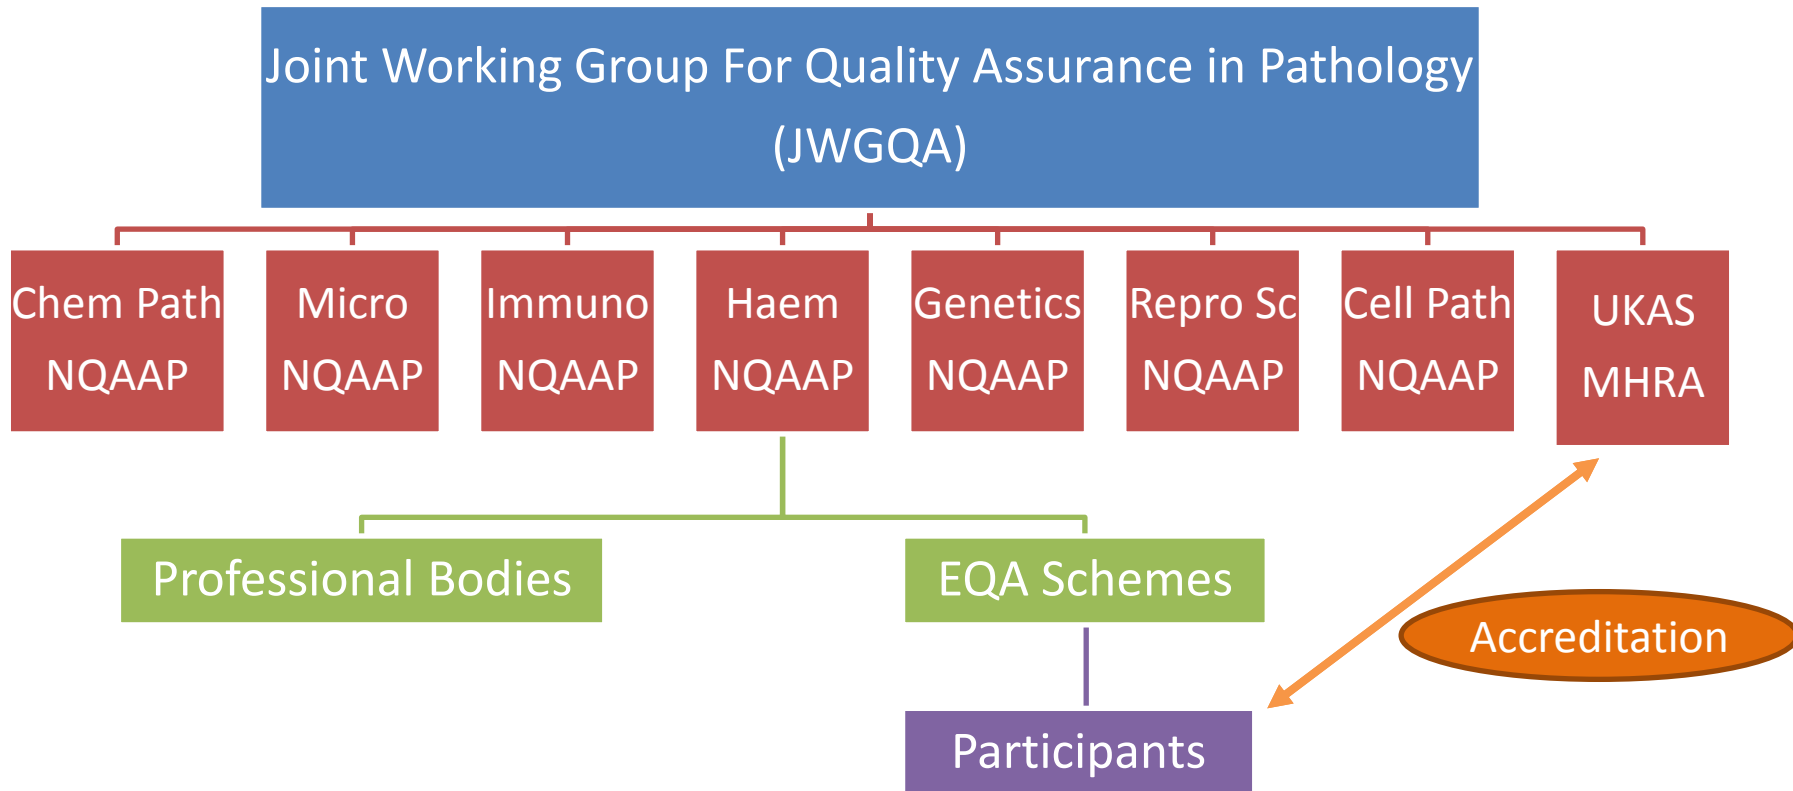 Joint Working Group For Quality Assurance in Pathology
(JWGQA)
Chem Path
NQAAP
Micro
NQAAP
Immuno
NQAAP
Haem
NQAAP
Genetics
NQAAP
Repro Sc
NQAAP
Cell Path
NQAAP
UKAS
MHRA
Professional Bodies
EQA Schemes
Accreditation
Participants